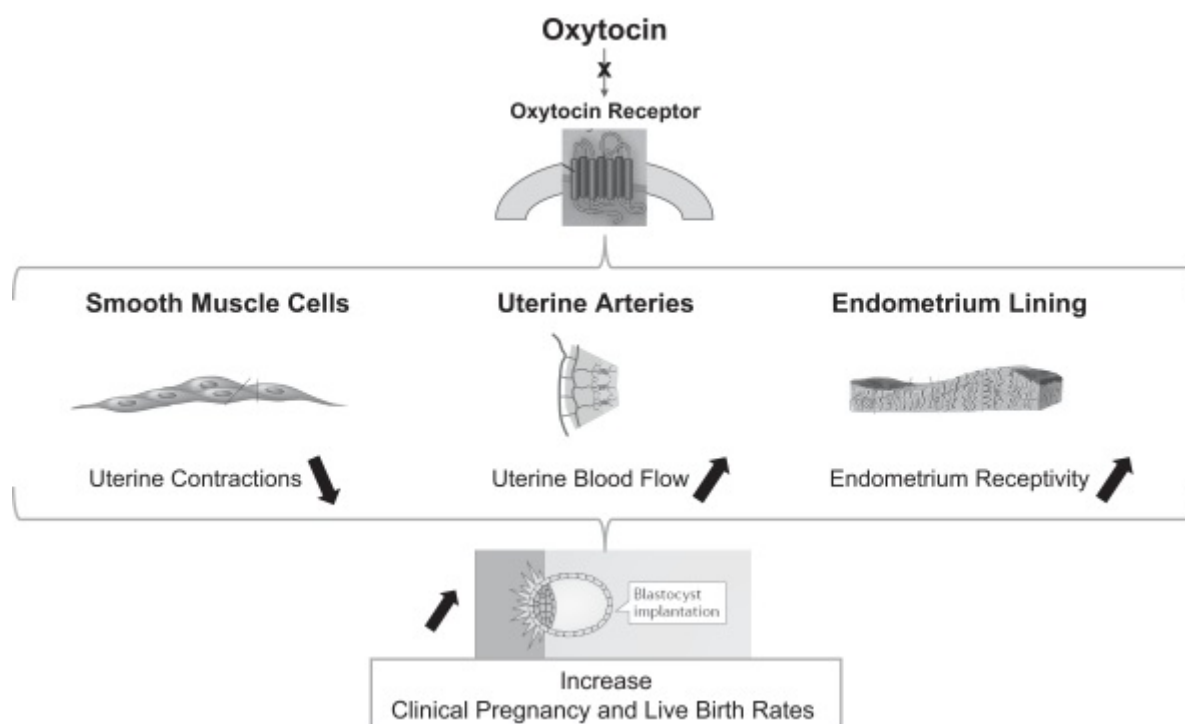 Oxytocin
x
Oxytocin Receptor
Smooth Muscle Cells
Uterine Arteries
Endometrium Lining
Uterine Contractions
Uterine Blood Flow
Endometrium Receptivity
Blastocyst
implantation
Increase
Clinical Pregnancy and Live Birth Rates